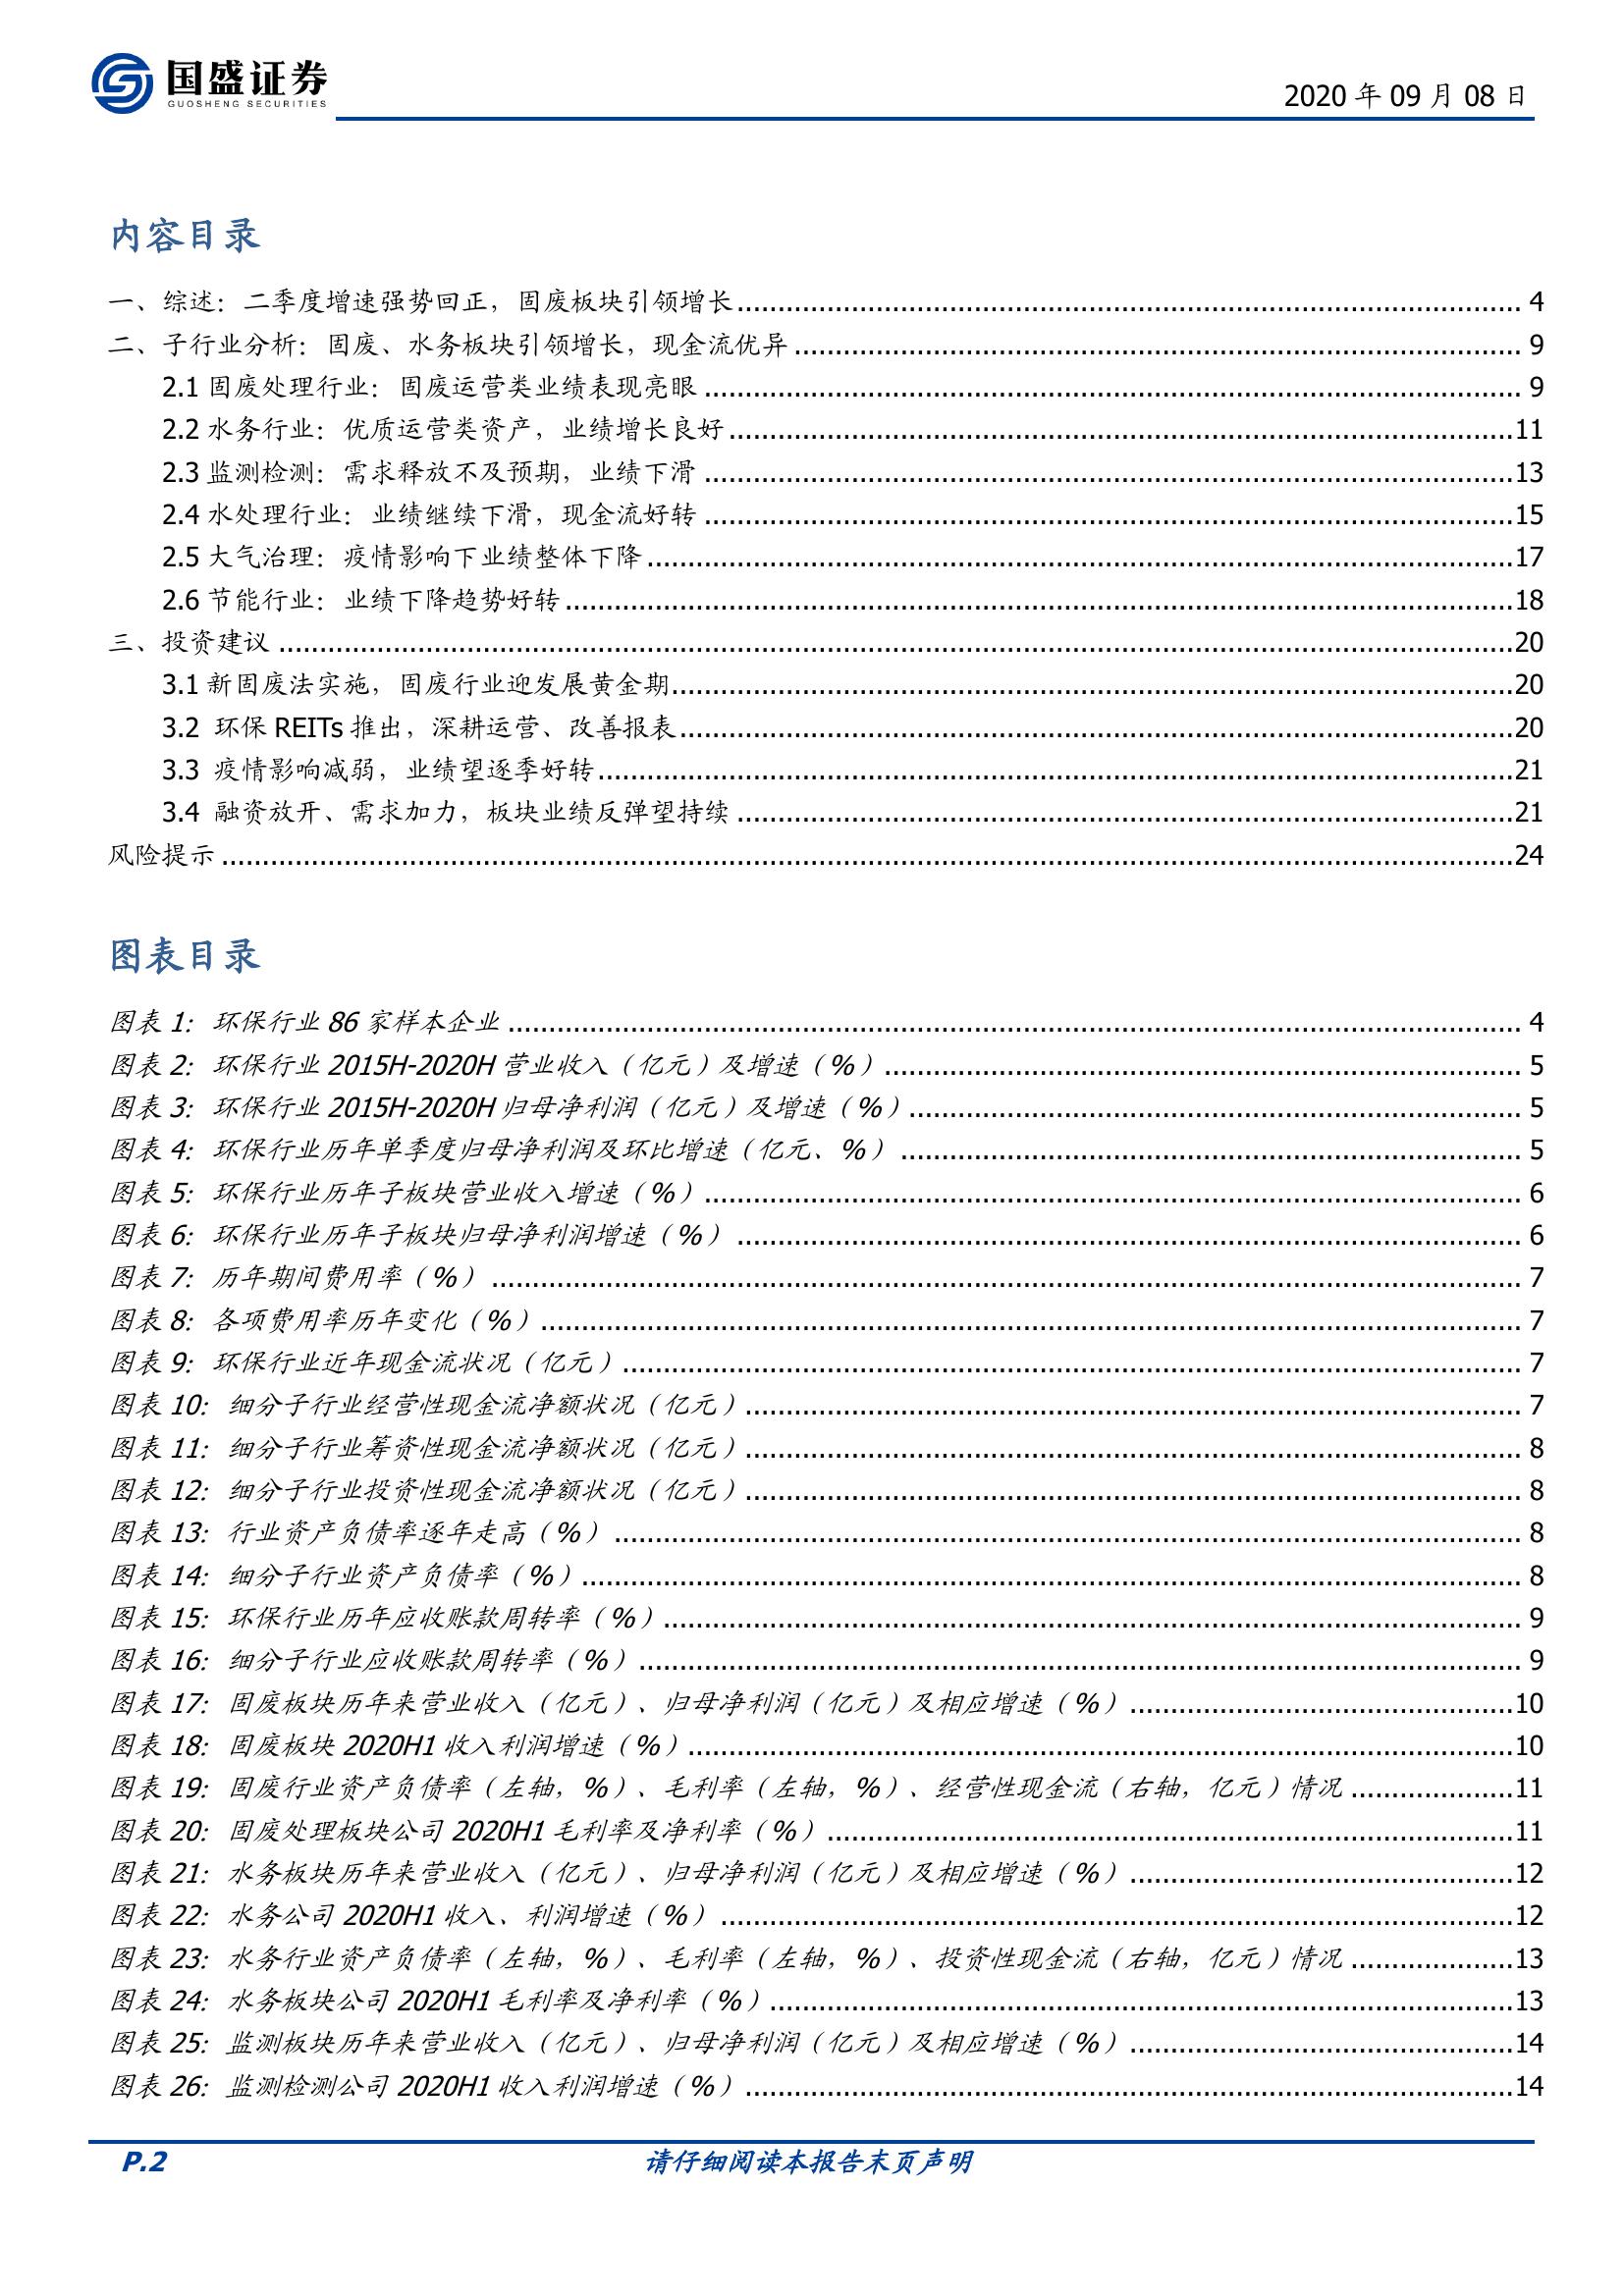 国盛证券
GUOSHENG SECURITIES
2020 年 09 月 08 日
内容目录
一、综述：二季度增速强势回正，固废板块引领增长 4
二、子行业分析：固废、水务板块引领增长，现金流优异 9
2.1 固废处理行业：固废运营类业绩表现亮眼 9
2.2 水务行业：优质运营类资产，业绩增长良好 11
2.3 监测检测：需求释放不及预期，业绩下滑 13
2.4 水处理行业：业绩继续下滑，现金流好转 15
2.5 大气治理：疫情影响下业绩整体下降 17
2.6 节能行业：业绩下降趋势好转 18
三、投资建议 20
3.1 新固废法实施，固废行业迎发展黄金期 20
3.2 环保 REITs 推出，深耕运营、改善报表 20
3.3 疫情影响减弱，业绩望逐季好转 21
3.4 融资放开、需求加力，板块业绩反弹望持续 21
风险提示 24
图表目录
图表 1：环保行业 86 家样本企业 4
图表 2：环保行业 2015H-2020H 营业收入（亿元）及增速（%） 5
图表 3：环保行业 2015H-2020H 归母净利润（亿元）及增速（%） 5
图表 4：环保行业历年单季度归母净利润及环比增速（亿元、%） 5
图表 5：环保行业历年子板块营业收入增速（%） 6
图表 6：环保行业历年子板块归母净利润增速（%） 6
图表 7：历年期间费用率（%） 7
图表 8：各项费用率历年变化（%） 7
图表 9：环保行业近年现金流状况（亿元） 7
图表 10：细分子行业经营性现金流净额状况（亿元） 7
图表 11：细分子行业筹资性现金流净额状况（亿元） 8
图表 12：细分子行业投资性现金流净额状况（亿元） 8
图表 13：行业资产负债率逐年走高（%） 8
图表 14：细分子行业资产负债率（%） 8
图表 15：环保行业历年应收账款周转率（%） 9
图表 16：细分子行业应收账款周转率（%） 9
图表 17：固废板块历年来营业收入（亿元）、归母净利润（亿元）及相应增速（%） 10
图表 18：固废板块 2020H1 收入利润增速（%） 10
图表 19：固废行业资产负债率（左轴，%）、毛利率（左轴，%）、经营性现金流（右轴，亿元）情况 11
图表 20：固废处理板块公司 2020H1 毛利率及净利率（%） 11
图表 21：水务板块历年来营业收入（亿元）、归母净利润（亿元）及相应增速（%） 12
图表 22：水务公司 2020H1 收入、利润增速（%） 12
图表 23：水务行业资产负债率（左轴，%）、毛利率（左轴，%）、投资性现金流（右轴，亿元）情况 13
图表 24：水务板块公司 2020H1 毛利率及净利率（%） 13
图表 25：监测板块历年来营业收入（亿元）、归母净利润（亿元）及相应增速（%） 14
图表 26：监测检测公司 2020H1 收入利润增速（%） 14
P.2 请仔细阅读本报告末页声明